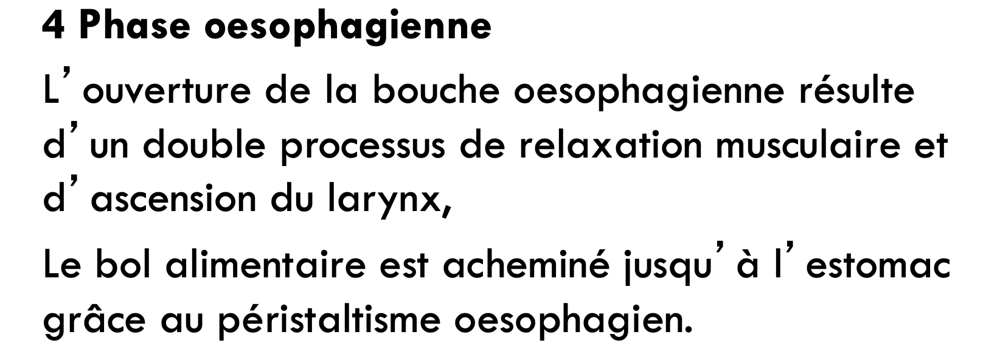 4 Phase oesophagienne
L’ouverture de la bouche oesophagienne résulte
d’un double processus de relaxation musculaire et
d’ascension du larynx,
Le bol alimentaire est acheminé jusqu’à l’estomac
grâce au péristaltisme oesophagien.